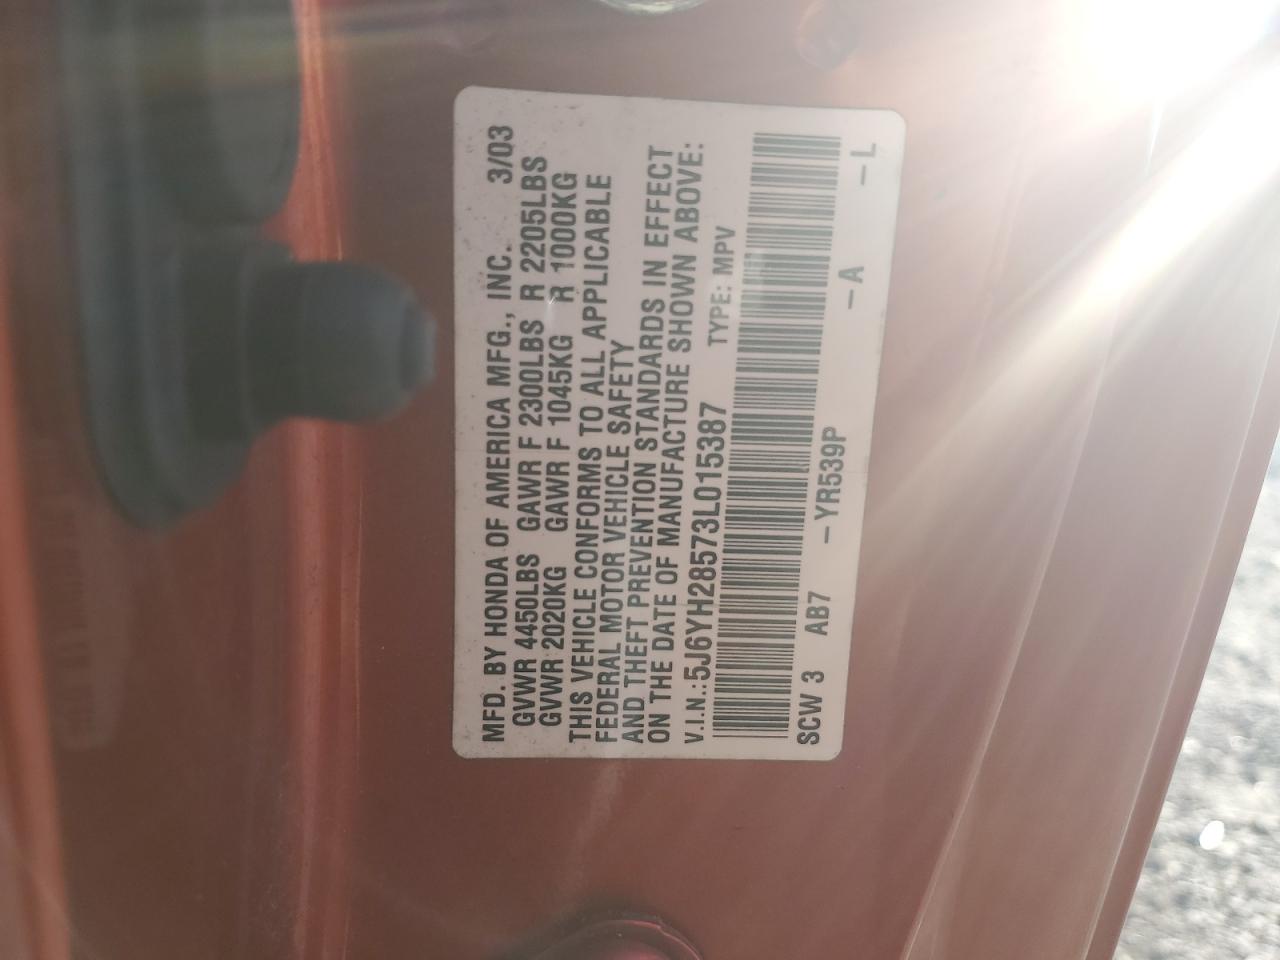 MFD. BY HONDA OF AMERICA MFG., INC. 3/03
GVWR 4450LBS GAWR F 2300LBS R 2205LBS
GVWR 2020KG GAWR F 1045KG R 1000KG
THIS VEHICLE CONFORMS TO ALL APPLICABLE
FEDERAL MOTOR VEHICLE SAFETY
AND THEFT PREVENTION STANDARDS IN EFFECT
ON THE DATE OF MANUFACTURE SHOWN ABOVE:
V.I.N.:5J6YH28573L015387 TYPE: MPV
SCW 3 AB7 –YR539P –A –L